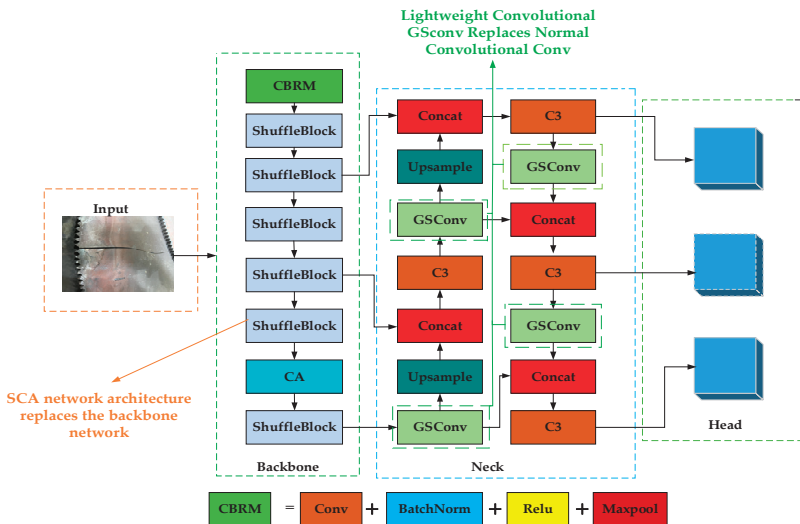 Lightweight Convolutional
GSconv Replaces Normal
Convolutional Conv
Input
SCA network architecture
replaces the backbone
network
CBRM
ShuffleBlock
ShuffleBlock
ShuffleBlock
ShuffleBlock
ShuffleBlock
CA
ShuffleBlock
Backbone
Concat
Upsample
GSConv
C3
Concat
Upsample
GSConv
C3
GSConv
Concat
C3
GSConv
Concat
C3
Neck
Head
CBRM = Conv + BatchNorm + Relu + Maxpool